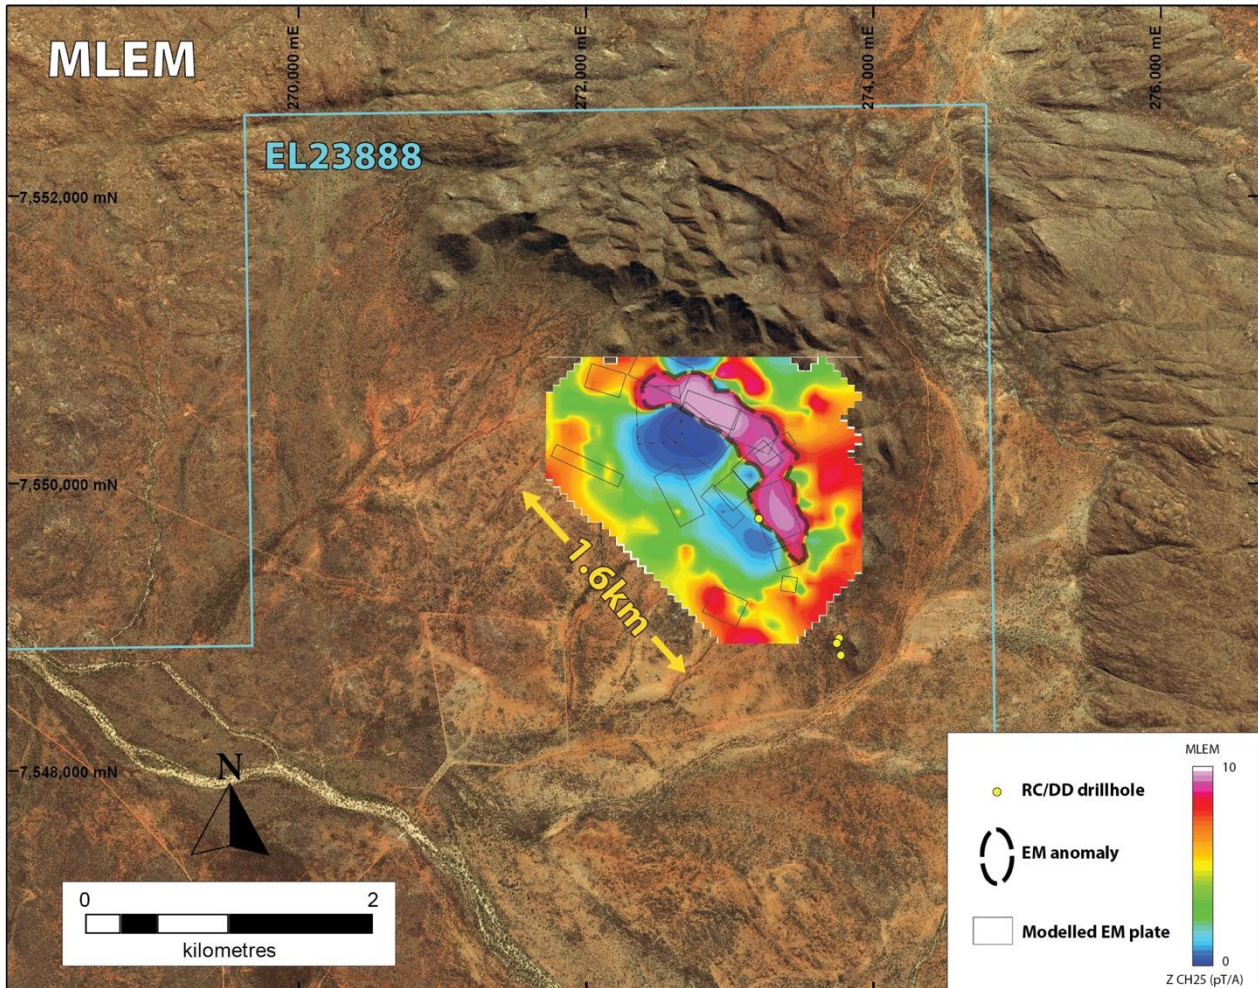 MLEM
270,000 mE
272,000 mE
274,000 mE
276,000 mE
EL23888
7,552,000 mN
7,550,000 mN
1.6km
7,548,000 mN
N
0 2
kilometres
MLEM
10
RC/DD drillhole
EM anomaly
Modelled EM plate
0
Z CH25 (pT/A)